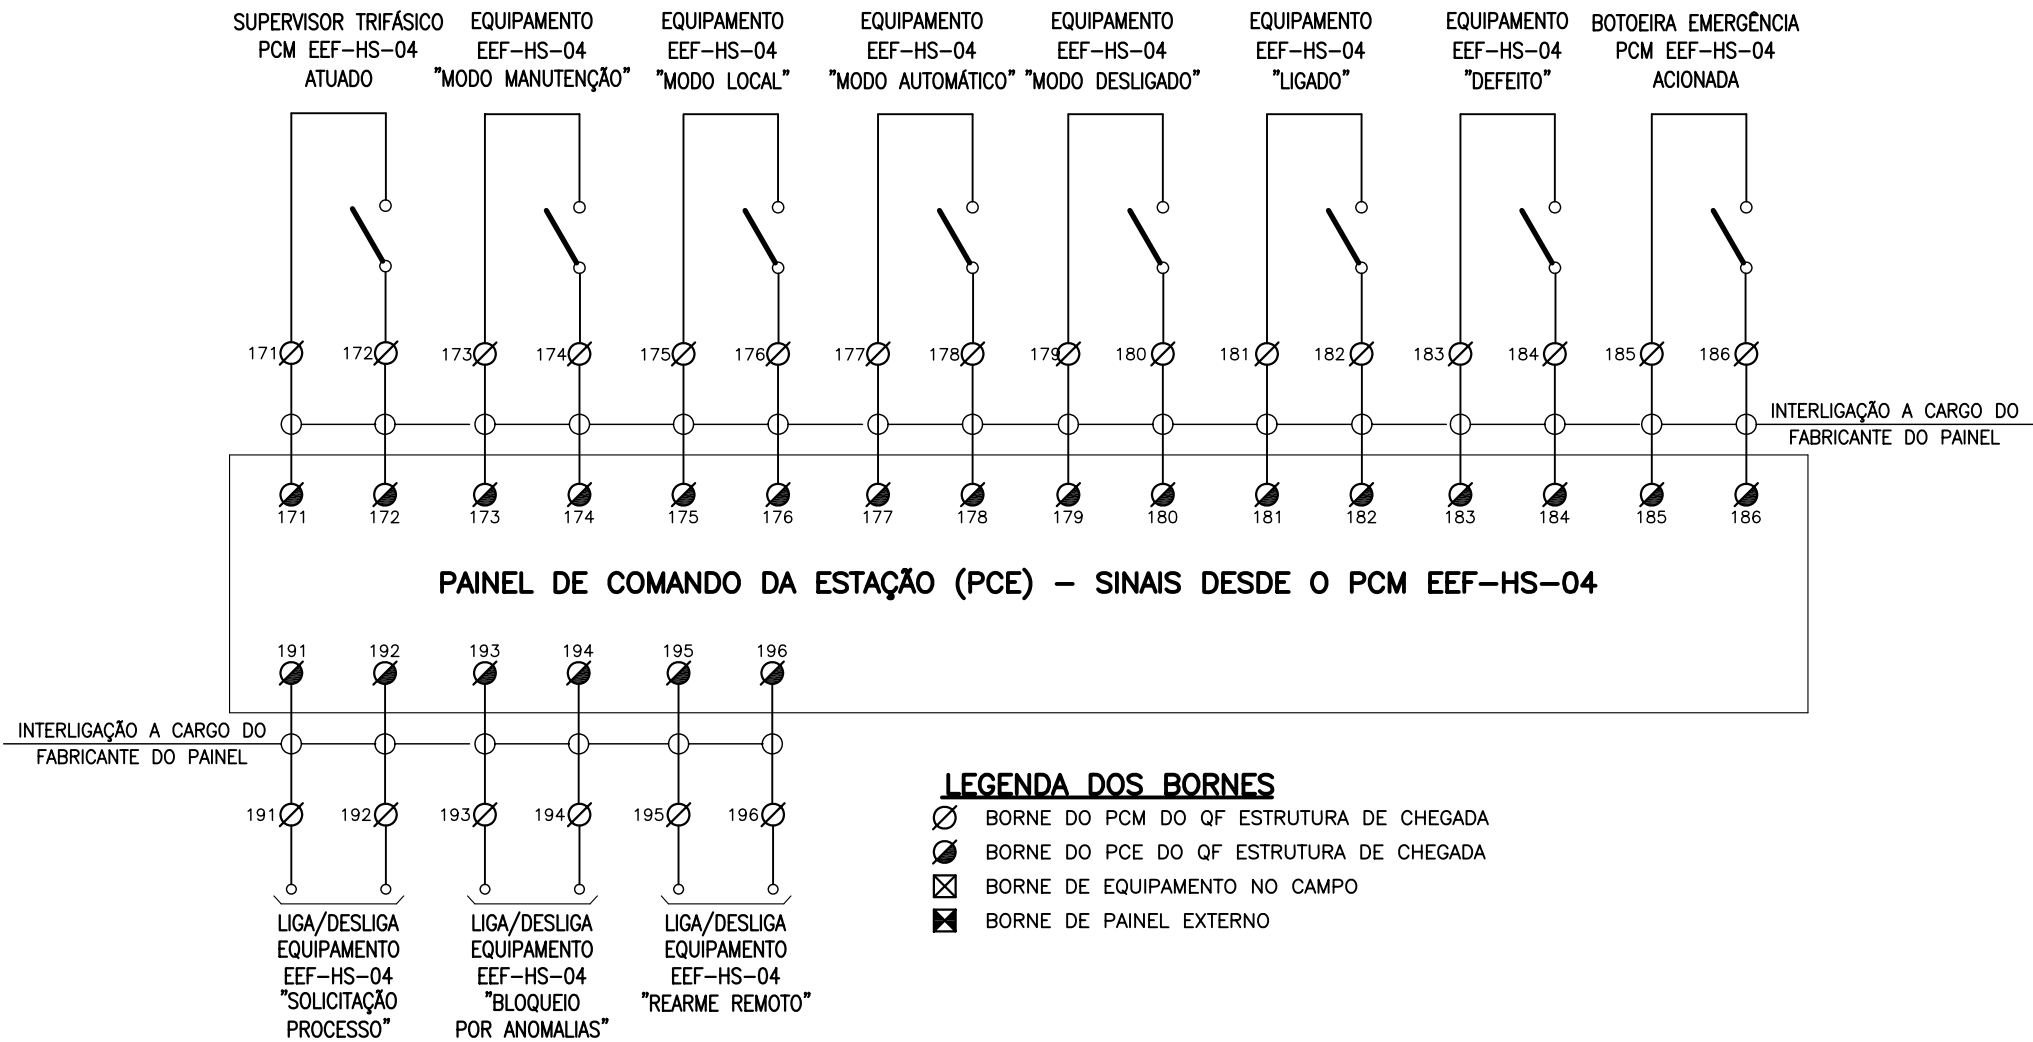 SUPERVISOR TRIFÁSICO
PCM EEF-HS-04
ATUADO
EQUIPAMENTO
EEF-HS-04
"MODO MANUTENÇÃO"
EQUIPAMENTO
EEF-HS-04
"MODO LOCAL"
EQUIPAMENTO
EEF-HS-04
"MODO AUTOMÁTICO"
EQUIPAMENTO
EEF-HS-04
"MODO DESLIGADO"
EQUIPAMENTO
EEF-HS-04
"LIGADO"
EQUIPAMENTO
EEF-HS-04
"DEFEITO"
BOTOEIRA EMERGÊNCIA
PCM EEF-HS-04
ACIONADA
171 172 173 174 175 176 177 178 179 180 181 182 183 184 185 186
INTERLIGAÇÃO A CARGO DO
FABRICANTE DO PAINEL
171 172 173 174 175 176 177 178 179 180 181 182 183 184 185 186
PAINEL DE COMANDO DA ESTAÇÃO (PCE) - SINAIS DESDE O PCM EEF-HS-04
191 192 193 194 195 196
INTERLIGAÇÃO A CARGO DO
FABRICANTE DO PAINEL
191 192 193 194 195 196
LIGA/DESLIGA
EQUIPAMENTO
EEF-HS-04
"SOLICITAÇÃO
PROCESSO"
LIGA/DESLIGA
EQUIPAMENTO
EEF-HS-04
"BLOQUEIO
POR ANOMALIAS"
LIGA/DESLIGA
EQUIPAMENTO
EEF-HS-04
"REARME REMOTO"
LEGENDA DOS BORNES
BORNE DO PCM DO QF ESTRUTURA DE CHEGADA
BORNE DO PCE DO QF ESTRUTURA DE CHEGADA
BORNE DE EQUIPAMENTO NO CAMPO
BORNE DE PAINEL EXTERNO